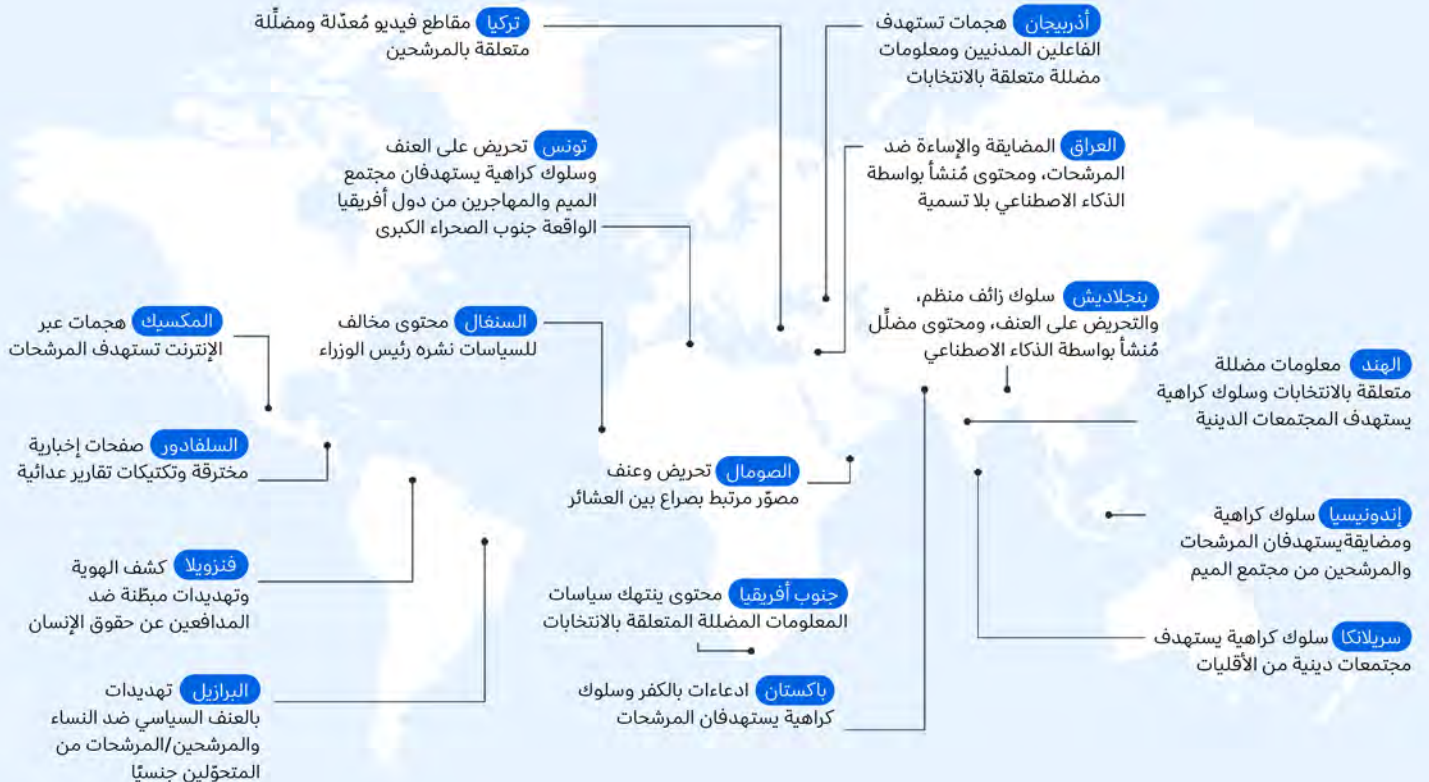 أذربيجان هجمات تستهدف
الفاعلين المدنيين ومعلومات
مضللة متعلقة بالانتخابات
تركيا مقاطع فيديو مُعدّلة ومضلِّلة
متعلقة بالمرشحين
العراق المضايقة والإساءة ضد
المرشحات، ومحتوى مُنشأ بواسطة
الذكاء الاصطناعي بلا تسمية
تونس تحريض على العنف
وسلوك كراهية يستهدفان مجتمع
الميم والمهاجرين من دول أفريقيا
الواقعة جنوب الصحراء الكبرى
بنجلاديش سلوك زائف منظم،
والتحريض على العنف، ومحتوى مضلِّل
مُنشأ بواسطة الذكاء الاصطناعي
السنغال محتوى مخالف
للسياسات نشره رئيس الوزراء
المكسيك هجمات عبر
الإنترنت تستهدف المرشحات
الهند معلومات مضللة
متعلقة بالانتخابات وسلوك كراهية
يستهدف المجتمعات الدينية
السلفادور صفحات إخبارية
مخترقة وتكتيكات تقارير عدائية
الصومال تحريض وعنف
مصوّر مرتبط بصراع بين العشائر
إندونيسيا سلوك كراهية
ومضايقةيستهدفان المرشحات
والمرشحين من مجتمع الميم
فنزويلا كشف الهوية
وتهديدات مبطّنة ضد
المدافعين عن حقوق الإنسان
جنوب أفريقيا محتوى ينتهك سياسات
المعلومات المضللة المتعلقة بالانتخابات
سريلانكا سلوك كراهية يستهدف
مجتمعات دينية من الأقليات
باكستان ادعاءات بالكفر وسلوك
كراهية يستهدفان المرشحات
البرازيل تهديدات
بالعنف السياسي ضد النساء
والمرشحين/المرشحات من
المتحوّلين جنسيًا